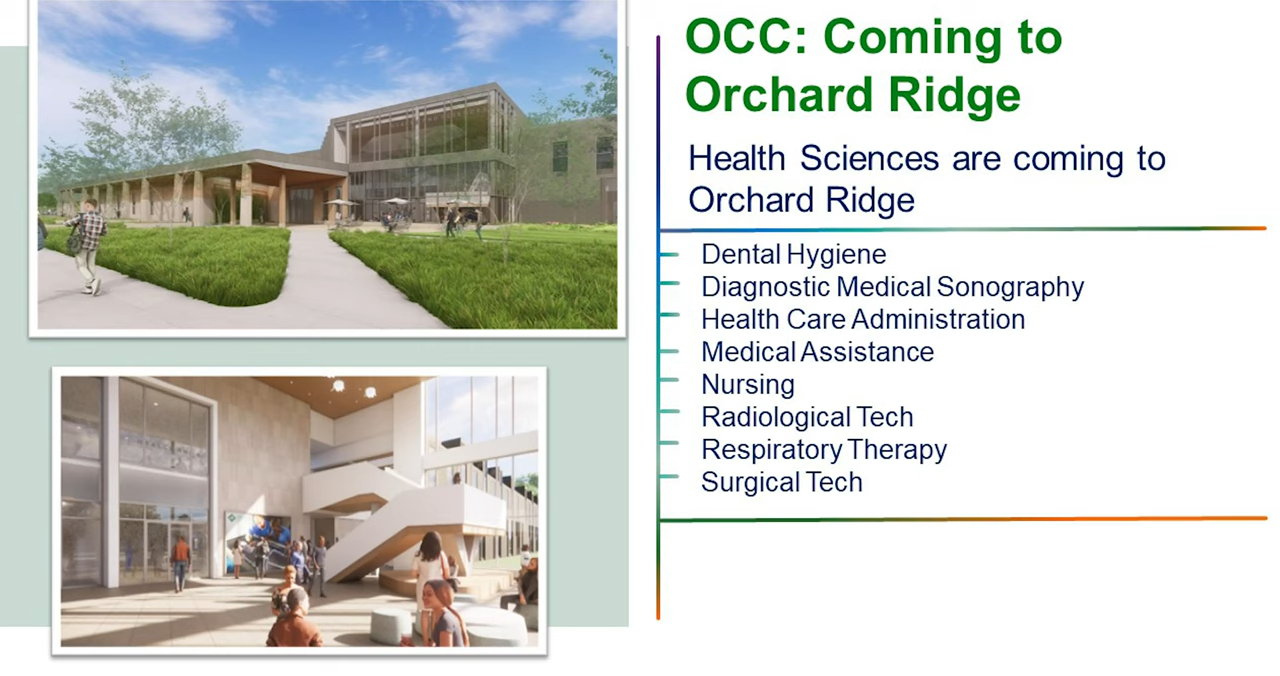 OCC: Coming to
Orchard Ridge
Health Sciences are coming to
Orchard Ridge
Dental Hygiene
Diagnostic Medical Sonography
Health Care Administration
Medical Assistance
Nursing
Radiological Tech
Respiratory Therapy
Surgical Tech